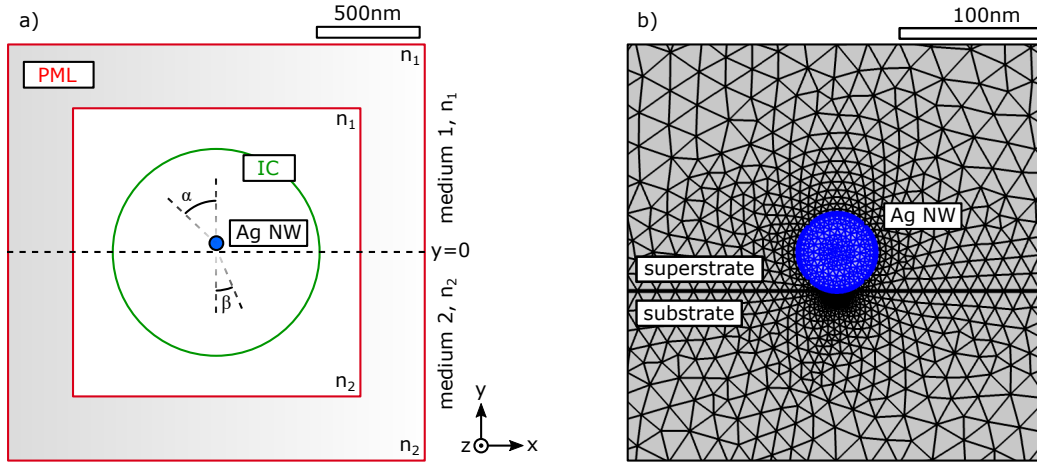 a)
500nm
n1
PML
n1
IC
α
Ag NW
y=0
β
n2
n2
medium 1, n1
medium 2, n2
y
z
x
b)
100nm
Ag NW
superstrate
substrate